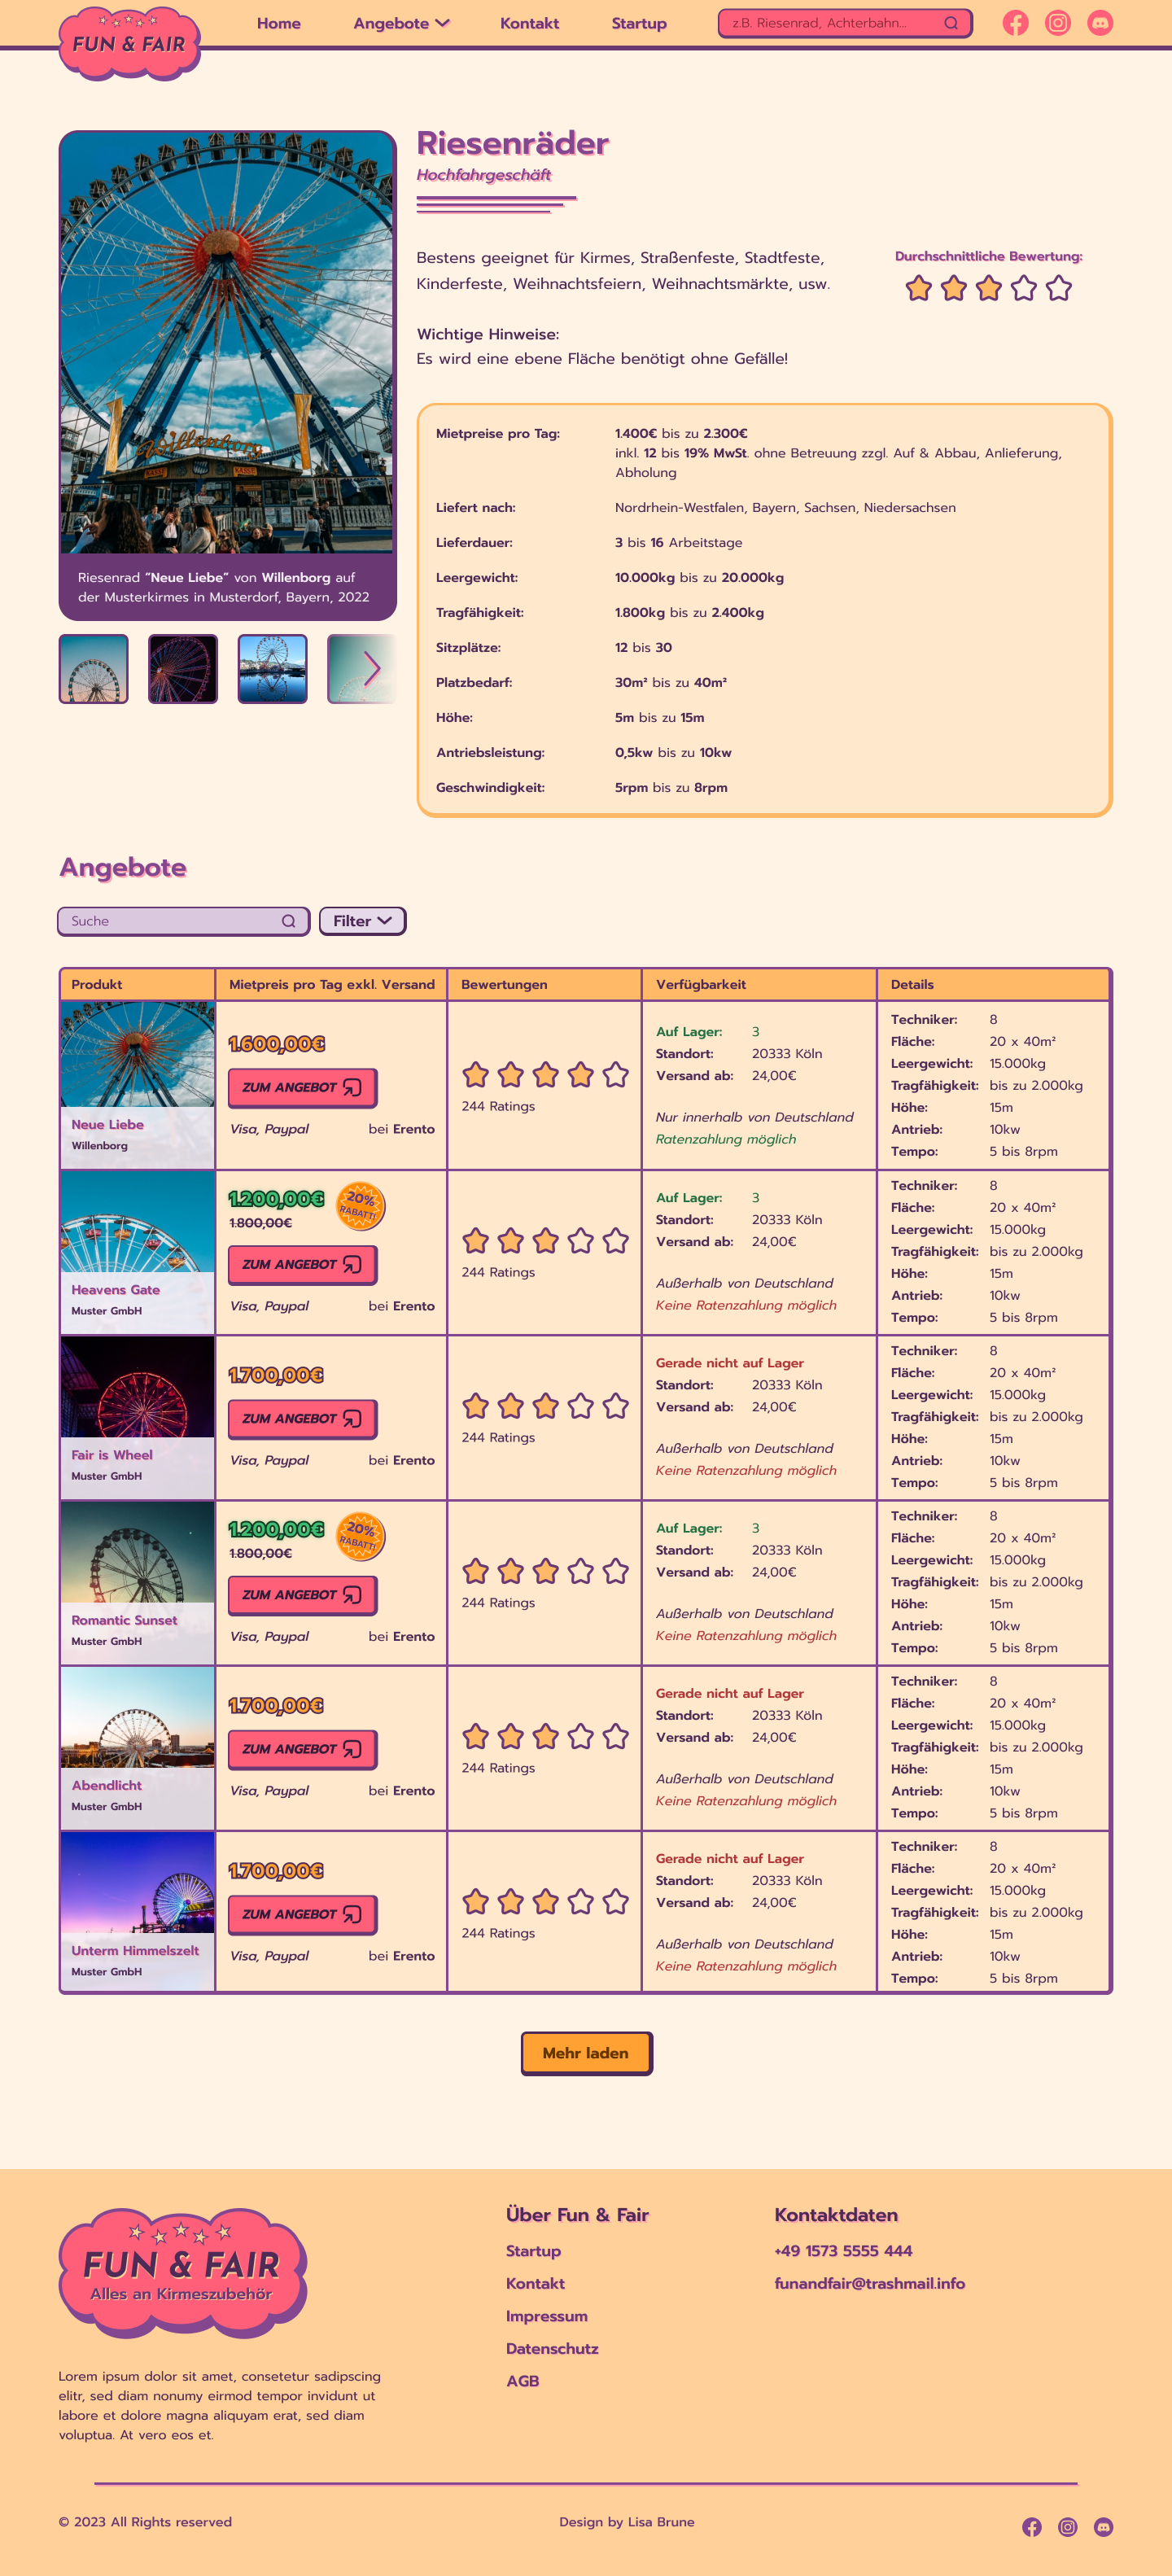 FUN & FAIR
Home
Angebote
Kontakt
Startup
z.B. Riesenrad, Achterbahn...
Riesenräder
Hochfahrgeschäft
Bestens geeignet für Kirmes, Straßenfeste, Stadtfeste,
Kinderfeste, Weihnachtsfeiern, Weihnachtsmärkte, usw.
Durchschnittliche Bewertung:
Wichtige Hinweise:
Es wird eine ebene Fläche benötigt ohne Gefälle!
Willenborg
KASSE
KASSE
Riesenrad “Neue Liebe” von Willenborg auf
der Musterkirmes in Musterdorf, Bayern, 2022
Mietpreise pro Tag: 1.400€ bis zu 2.300€
inkl. 12 bis 19% MwSt. ohne Betreuung zzgl. Auf & Abbau, Anlieferung,
Abholung
Liefert nach: Nordrhein-Westfalen, Bayern, Sachsen, Niedersachsen
Lieferdauer: 3 bis 16 Arbeitstage
Leergewicht: 10.000kg bis zu 20.000kg
Tragfähigkeit: 1.800kg bis zu 2.400kg
Sitzplätze: 12 bis 30
Platzbedarf: 30m² bis zu 40m²
Höhe: 5m bis zu 15m
Antriebsleistung: 0,5kw bis zu 10kw
Geschwindigkeit: 5rpm bis zu 8rpm
Angebote
Suche
Filter
Produkt
Mietpreis pro Tag exkl. Versand
Bewertungen
Verfügbarkeit
Details
Neue Liebe
Willenborg
1.600,00€
ZUM ANGEBOT
Visa, Paypal bei Erento
244 Ratings
Auf Lager: 3
Standort: 20333 Köln
Versand ab: 24,00€
Nur innerhalb von Deutschland
Ratenzahlung möglich
Techniker: 8
Fläche: 20 x 40m²
Leergewicht: 15.000kg
Tragfähigkeit: bis zu 2.000kg
Höhe: 15m
Antrieb: 10kw
Tempo: 5 bis 8rpm
Heavens Gate
Muster GmbH
1.200,00€
1.800,00€
20%
RABATT!
ZUM ANGEBOT
Visa, Paypal bei Erento
244 Ratings
Auf Lager: 3
Standort: 20333 Köln
Versand ab: 24,00€
Außerhalb von Deutschland
Keine Ratenzahlung möglich
Techniker: 8
Fläche: 20 x 40m²
Leergewicht: 15.000kg
Tragfähigkeit: bis zu 2.000kg
Höhe: 15m
Antrieb: 10kw
Tempo: 5 bis 8rpm
Fair is Wheel
Muster GmbH
1.700,00€
ZUM ANGEBOT
Visa, Paypal bei Erento
244 Ratings
Gerade nicht auf Lager
Standort: 20333 Köln
Versand ab: 24,00€
Außerhalb von Deutschland
Keine Ratenzahlung möglich
Techniker: 8
Fläche: 20 x 40m²
Leergewicht: 15.000kg
Tragfähigkeit: bis zu 2.000kg
Höhe: 15m
Antrieb: 10kw
Tempo: 5 bis 8rpm
Romantic Sunset
Muster GmbH
1.200,00€
1.800,00€
20%
RABATT!
ZUM ANGEBOT
Visa, Paypal bei Erento
244 Ratings
Auf Lager: 3
Standort: 20333 Köln
Versand ab: 24,00€
Außerhalb von Deutschland
Keine Ratenzahlung möglich
Techniker: 8
Fläche: 20 x 40m²
Leergewicht: 15.000kg
Tragfähigkeit: bis zu 2.000kg
Höhe: 15m
Antrieb: 10kw
Tempo: 5 bis 8rpm
Abendlicht
Muster GmbH
1.700,00€
ZUM ANGEBOT
Visa, Paypal bei Erento
244 Ratings
Gerade nicht auf Lager
Standort: 20333 Köln
Versand ab: 24,00€
Außerhalb von Deutschland
Keine Ratenzahlung möglich
Techniker: 8
Fläche: 20 x 40m²
Leergewicht: 15.000kg
Tragfähigkeit: bis zu 2.000kg
Höhe: 15m
Antrieb: 10kw
Tempo: 5 bis 8rpm
Unterm Himmelszelt
Muster GmbH
1.700,00€
ZUM ANGEBOT
Visa, Paypal bei Erento
244 Ratings
Gerade nicht auf Lager
Standort: 20333 Köln
Versand ab: 24,00€
Außerhalb von Deutschland
Keine Ratenzahlung möglich
Techniker: 8
Fläche: 20 x 40m²
Leergewicht: 15.000kg
Tragfähigkeit: bis zu 2.000kg
Höhe: 15m
Antrieb: 10kw
Tempo: 5 bis 8rpm
Mehr laden
FUN & FAIR
Alles an Kirmeszubehör
Lorem ipsum dolor sit amet, consetetur sadipscing
elitr, sed diam nonumy eirmod tempor invidunt ut
labore et dolore magna aliquyam erat, sed diam
voluptua. At vero eos et.
Über Fun & Fair
Startup
Kontakt
Impressum
Datenschutz
AGB
Kontaktdaten
+49 1573 5555 444
funandfair@trashmail.info
© 2023 All Rights reserved
Design by Lisa Brune